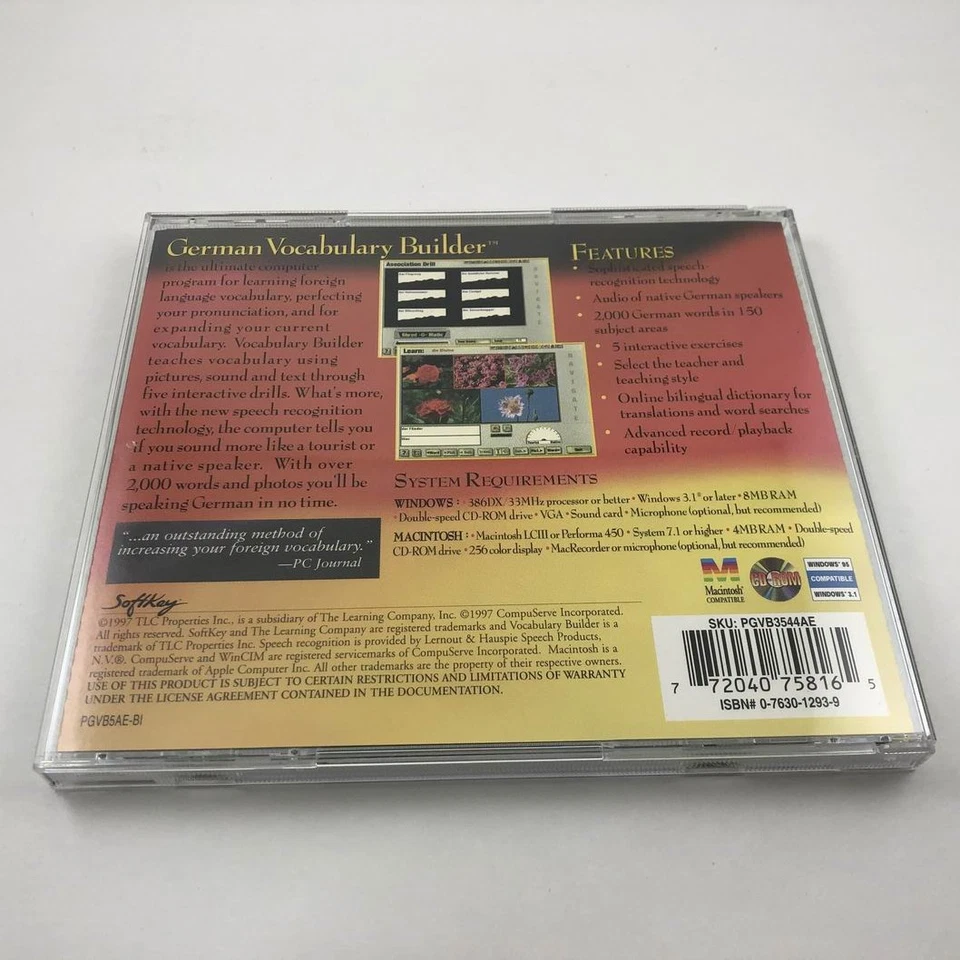 German Vocabulary Builder™
is the ultimate computer
program for learning foreign
language vocabulary, perfecting
your pronunciation, and for
expanding your current
vocabulary. Vocabulary Builder
teaches vocabulary using
pictures, sound and text through
five interactive drills. What's more,
with the new speech recognition
technology, the computer tells you
if you sound more like a tourist or
a native speaker. With over
2,000 words and photos you'll be
speaking German in no time.
"...an outstanding method of
increasing your foreign vocabulary."
—PC Journal
Association Drill
NAVIGATE
Learn:
NAVIGATE
FEATURES
• Sophisticated speech-
recognition technology
• Audio of native German speakers
• 2,000 German words in 150
subject areas
• 5 interactive exercises
• Select the teacher and
teaching style
• Online bilingual dictionary for
translations and word searches
• Advanced record/playback
capability
SYSTEM REQUIREMENTS
WINDOWS: • 386DX/33MHz processor or better • Windows 3.1® or later • 8MB RAM
• Double-speed CD-ROM drive • VGA • Sound card • Microphone (optional, but recommended)
MACINTOSH: • Macintosh LCIII or Performa 450 • System 7.1 or higher • 4MB RAM • Double-speed
CD-ROM drive • 256 color display • MacRecorder or microphone (optional, but recommended)
Macintosh®
COMPATIBLE
CD-ROM
WINDOWS® 95
COMPATIBLE
WINDOWS® 3.1
SoftKey
©1997 TLC Properties Inc., is a subsidiary of The Learning Company, Inc. ©1997 CompuServe Incorporated.
All rights reserved. SoftKey and The Learning Company are registered trademarks and Vocabulary Builder is a
trademark of TLC Properties Inc. Speech recognition is provided by Lernout & Hauspie Speech Products,
N.V.®. CompuServe and WinCIM are registered servicemarks of CompuServe Incorporated. Macintosh is a
registered trademark of Apple Computer Inc. All other trademarks are the property of their respective owners.
USE OF THIS PRODUCT IS SUBJECT TO CERTAIN RESTRICTIONS AND LIMITATIONS OF WARRANTY
UNDER THE LICENSE AGREEMENT CONTAINED IN THE DOCUMENTATION.
PGVB5AE-BI
SKU: PGVB3544AE
7 72040 75816 5
ISBN# 0-7630-1293-9